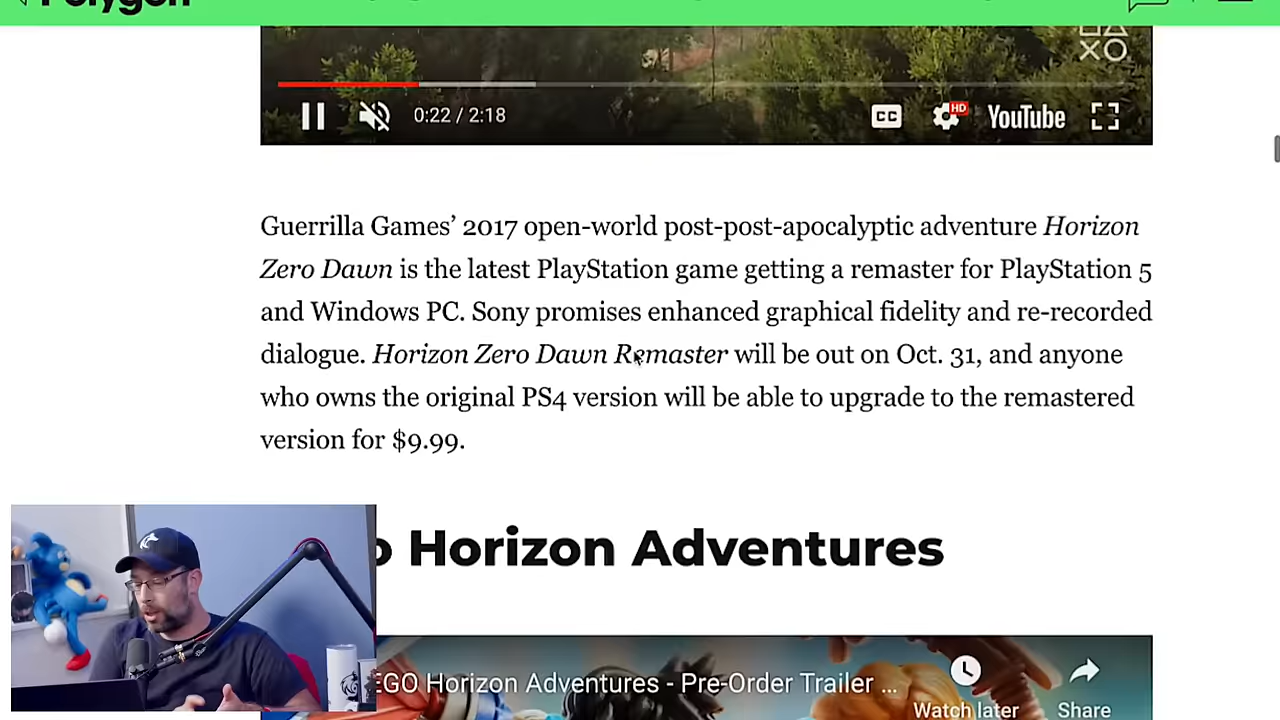 Polygon
0:22 / 2:18
CC
HD
YouTube
Guerrilla Games’ 2017 open-world post-post-apocalyptic adventure Horizon
Zero Dawn is the latest PlayStation game getting a remaster for PlayStation 5
and Windows PC. Sony promises enhanced graphical fidelity and re-recorded
dialogue. Horizon Zero Dawn Remaster will be out on Oct. 31, and anyone
who owns the original PS4 version will be able to upgrade to the remastered
version for $9.99.
o Horizon Adventures
EGO Horizon Adventures - Pre-Order Trailer ...
Watch later
Share